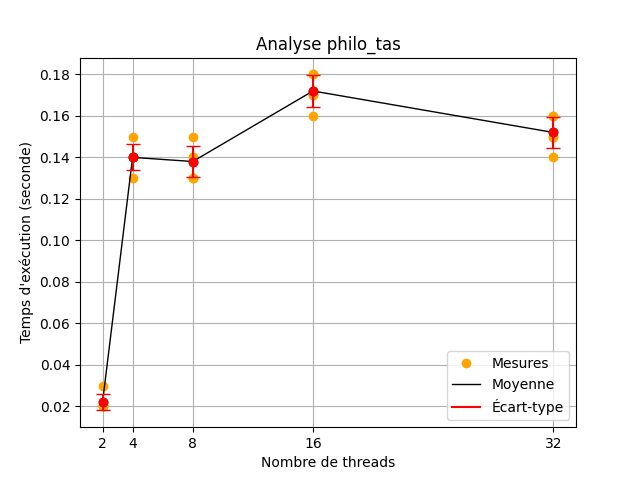 Analyse philo_tas
Temps d'exécution (seconde)
0.18
0.16
0.14
0.12
0.10
0.08
0.06
0.04
0.02
2 4 8 16 32
Nombre de threads
Mesures
Moyenne
Écart-type